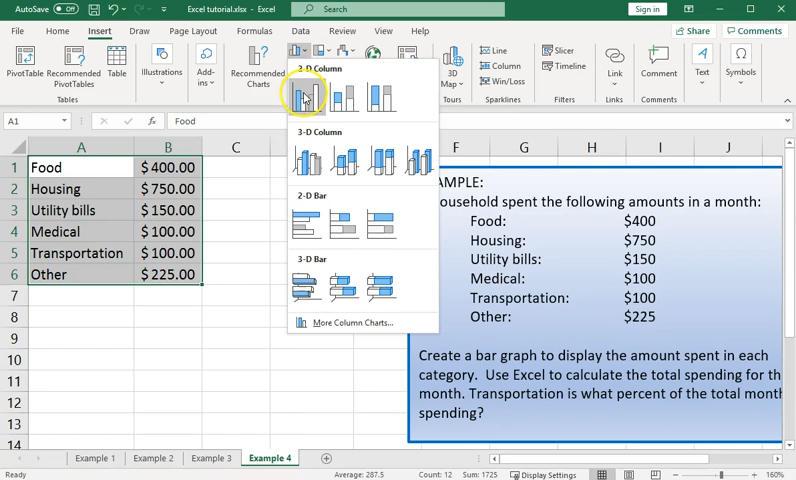 AutoSave Off Excel tutorial.xlsx - Excel Search Sign in
File Home Insert Draw Page Layout Formulas Data Review View Help Share Comments
PivotTable Recommended PivotTables Tables
Illustrations Add-ins Recommended Charts
3D Map Line Column Win/Loss
Slicer Timeline Link Comment Text Symbols
Links Comments
A1 fx Food
A B C F G H I J
1 Food $ 400.00
2 Housing $ 750.00
3 Utility bills $ 150.00
4 Medical $ 100.00
5 Transportation $ 100.00
6 Other $ 225.00
7
8
9
10
11
12
13
14
2-D Column
3-D Column
2-D Bar
3-D Bar
More Column Charts...
AMPLE:
ousehold spent the following amounts in a month:
Food: $400
Housing: $750
Utility bills: $150
Medical: $100
Transportation: $100
Other: $225
Create a bar graph to display the amount spent in each
category. Use Excel to calculate the total spending for th
month. Transportation is what percent of the total month
spending?
Example 1 Example 2 Example 3 Example 4
Ready Average: 287.5 Count: 12 Sum: 1725 Display Settings 160%